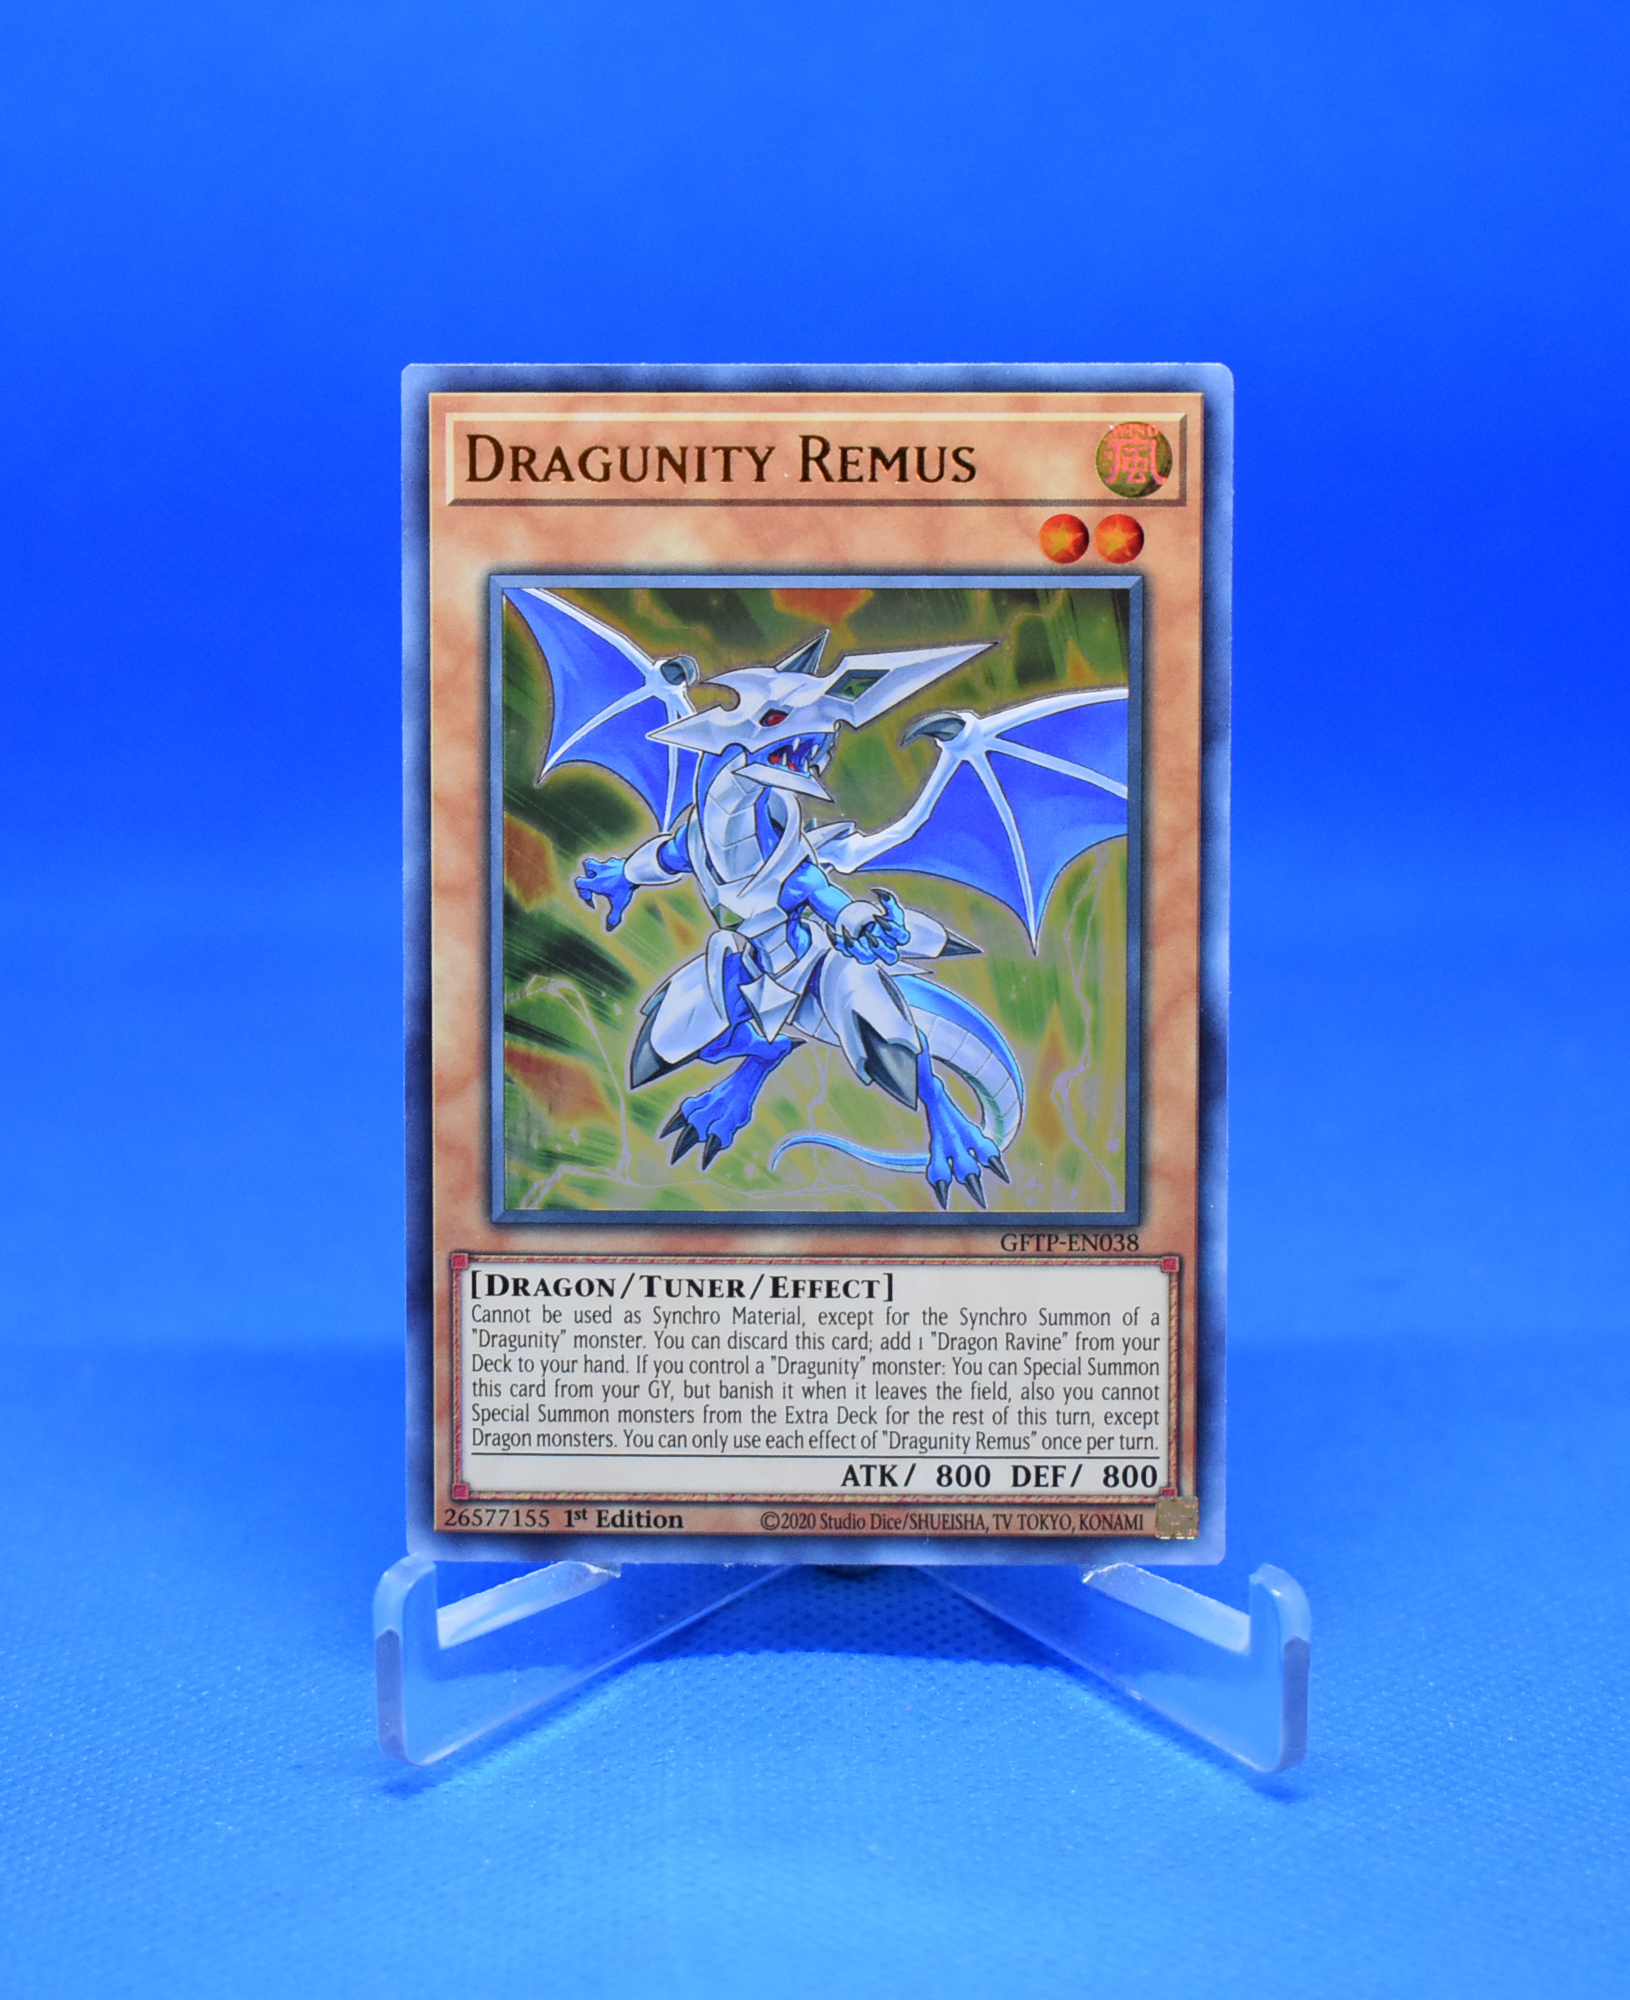 DRAGUNITY REMUS
WIND
風
GFTP-EN038
[DRAGON/TUNER/EFFECT]
Cannot be used as Synchro Material, except for the Synchro Summon of a
"Dragunity" monster. You can discard this card; add 1 "Dragon Ravine" from your
Deck to your hand. If you control a "Dragunity" monster: You can Special Summon
this card from your GY, but banish it when it leaves the field, also you cannot
Special Summon monsters from the Extra Deck for the rest of this turn, except
Dragon monsters. You can only use each effect of "Dragunity Remus" once per turn.
ATK/ 800 DEF/ 800
26577155 1st Edition ©2020 Studio Dice/SHUEISHA, TV TOKYO, KONAMI